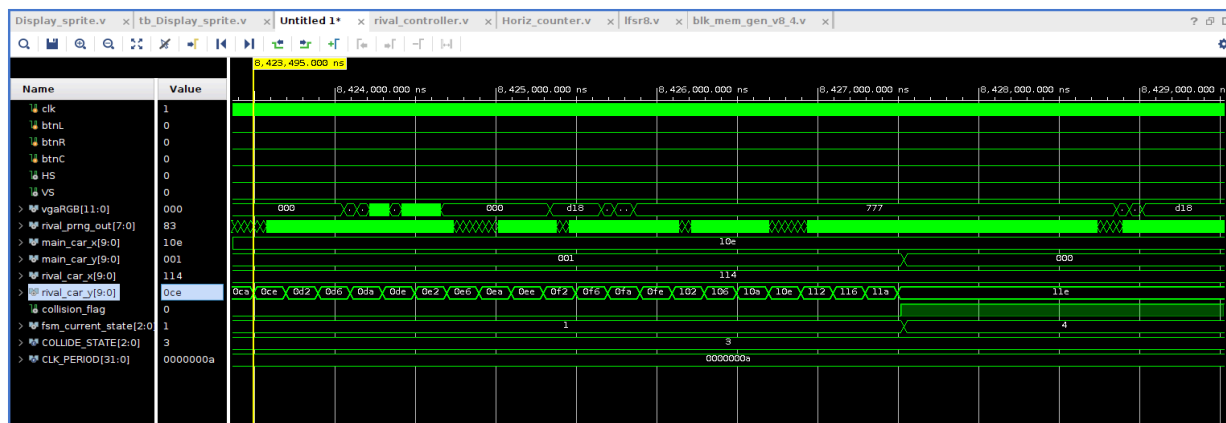 Display_sprite.v x tb_Display_sprite.v x Untitled 1* x rival_controller.v x Horiz_counter.v x lfsr8.v x blk_mem_gen_v8_4.v x ?
8,423,495.000 ns
Name Value 8,424,000.000 ns 8,425,000.000 ns 8,426,000.000 ns 8,427,000.000 ns 8,428,000.000 ns 8,429,000.000 n
clk 1
btnL 0
btnR 0
btnC 0
HS 0
VS 0
vgaRGB[11:0] 000 000 000 d18 777 d18
rival_prng_out[7:0] 83
main_car_x[9:0] 10e 10e
main_car_y[9:0] 001 001 000
rival_car_x[9:0] 114 114
rival_car_y[9:0] 0ce 0ca 0ce 0d2 0d6 0da 0de 0e2 0e6 0ea 0ee 0f2 0f6 0fa 0fe 102 106 10a 10e 112 116 11a 11e
collision_flag 0
fsm_current_state[2:0] 1 1 4
COLLIDE_STATE[2:0] 3 3
CLK_PERIOD[31:0] 0000000a 0000000a